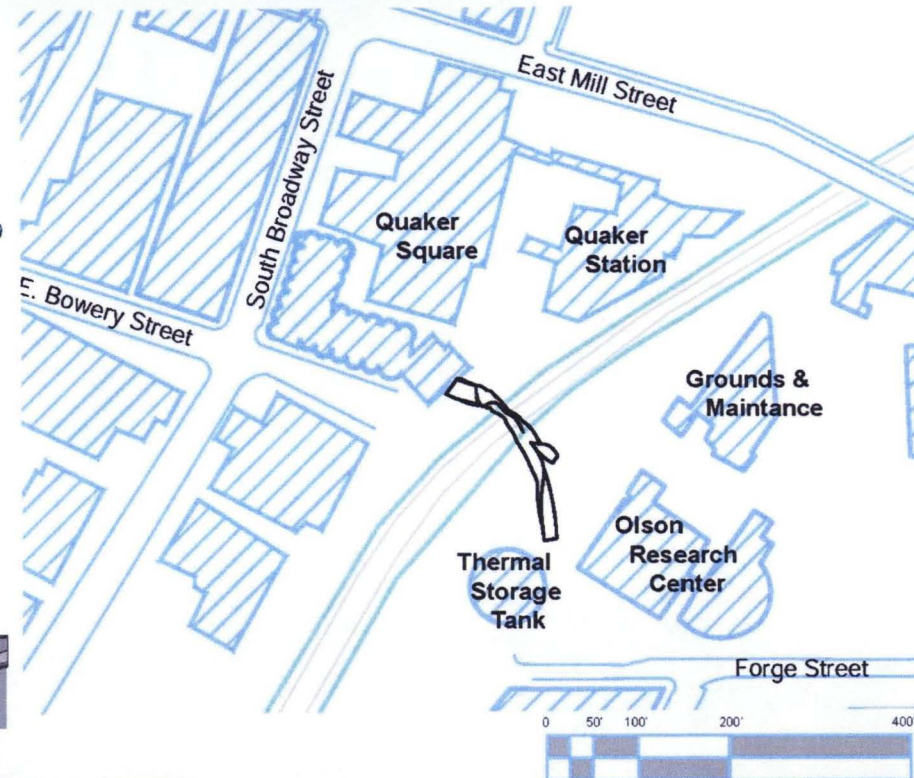 East Mill Street
South Broadway Street
Quaker
Square
Quaker
Station
E. Bowery Street
Grounds &
Maintance
Olson
Research
Center
Thermal
Storage
Tank
Forge Street
0 50' 100' 200' 400'